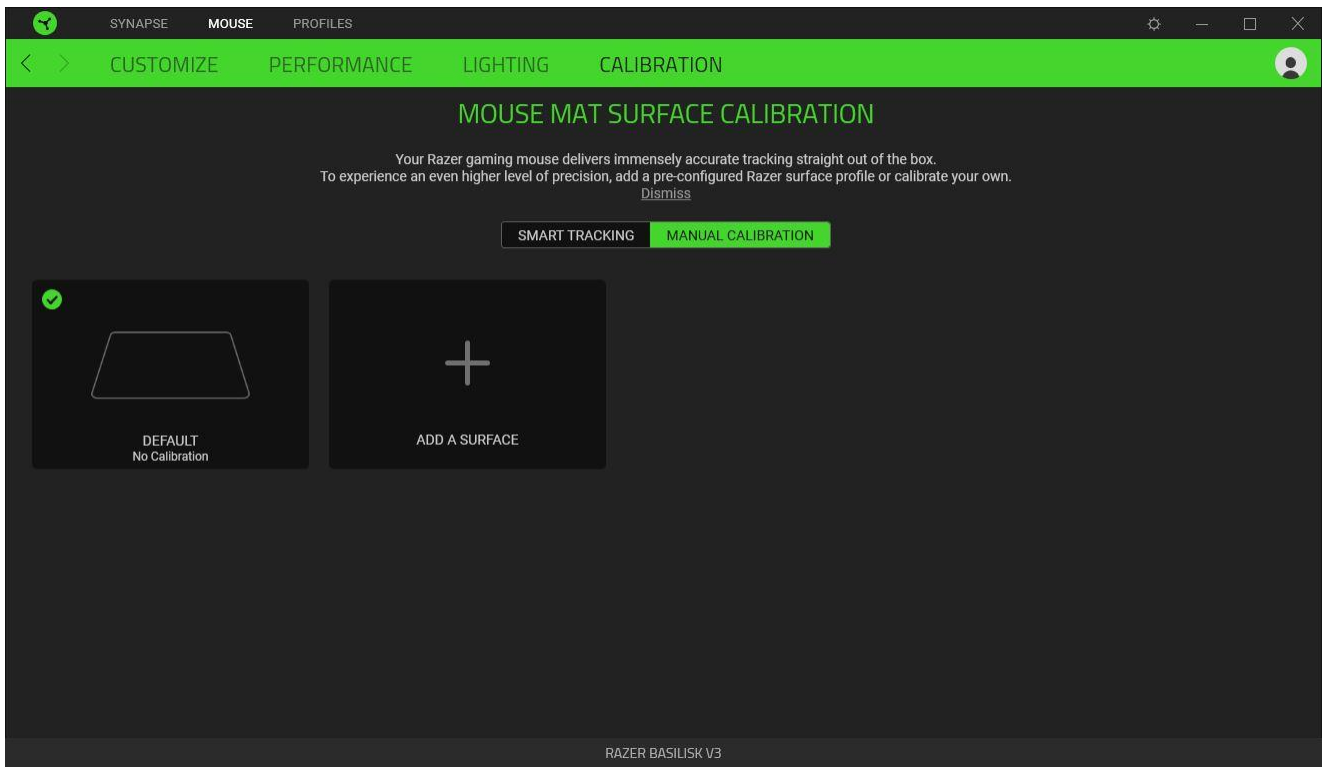 SYNAPSE MOUSE PROFILES
CUSTOMIZE PERFORMANCE LIGHTING CALIBRATION
MOUSE MAT SURFACE CALIBRATION
Your Razer gaming mouse delivers immensely accurate tracking straight out of the box.
To experience an even higher level of precision, add a pre-configured Razer surface profile or calibrate your own.
Dismiss
SMART TRACKING MANUAL CALIBRATION
DEFAULT
No Calibration
ADD A SURFACE
RAZER BASILISK V3